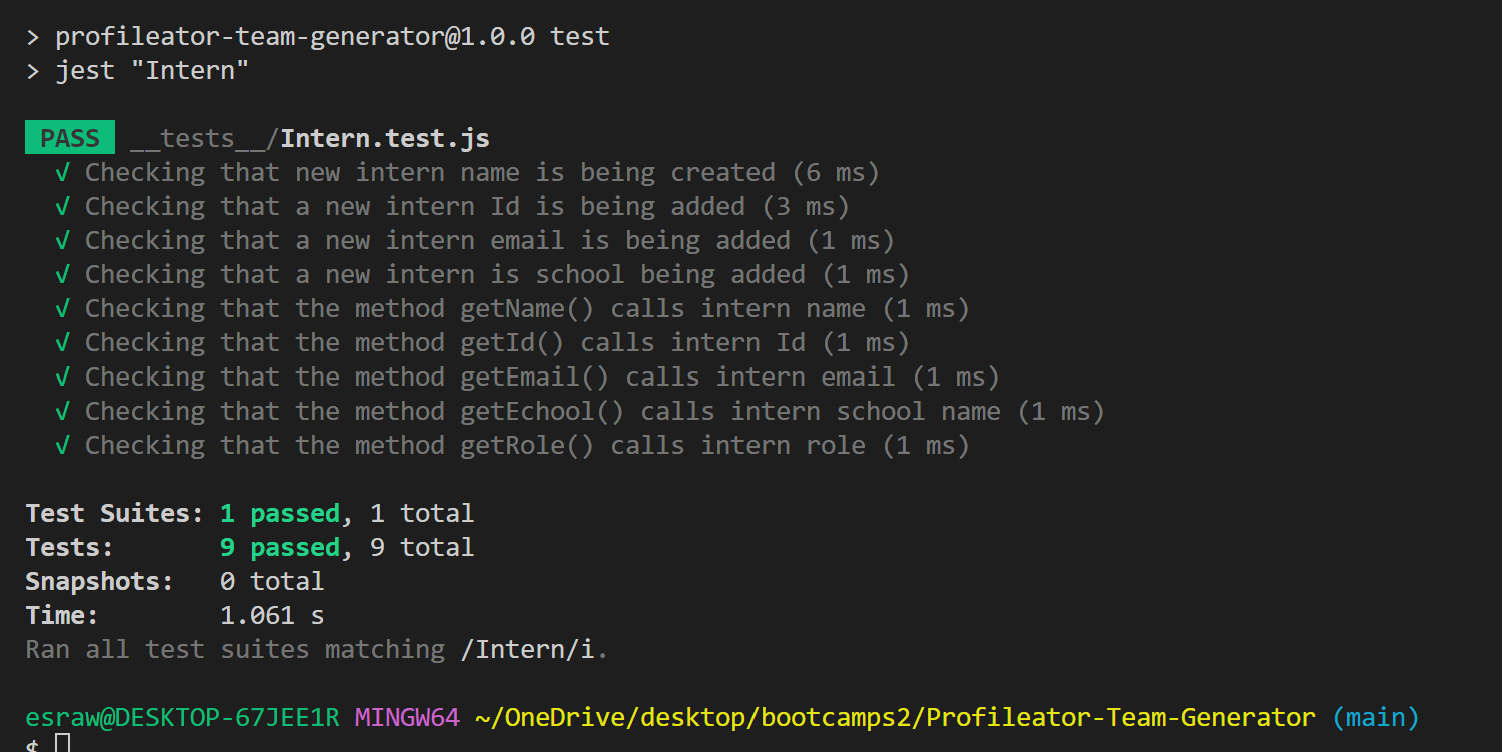 > profileator-team-generator@1.0.0 test
> jest "Intern"
PASS __tests__/Intern.test.js
√ Checking that new intern name is being created (6 ms)
√ Checking that a new intern Id is being added (3 ms)
√ Checking that a new intern email is being added (1 ms)
√ Checking that a new intern is school being added (1 ms)
√ Checking that the method getName() calls intern name (1 ms)
√ Checking that the method getId() calls intern Id (1 ms)
√ Checking that the method getEmail() calls intern email (1 ms)
√ Checking that the method getEchool() calls intern school name (1 ms)
√ Checking that the method getRole() calls intern role (1 ms)
Test Suites: 1 passed, 1 total
Tests: 9 passed, 9 total
Snapshots: 0 total
Time: 1.061 s
Ran all test suites matching /Intern/i.
esraw@DESKTOP-67JEE1R MINGW64 ~/OneDrive/desktop/bootcamps2/Profileator-Team-Generator (main)
$